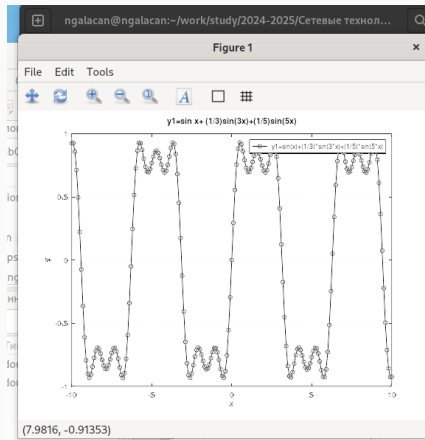 ngalacan@ngalacan:~/work/study/2024-2025/Сетевые технол...
Figure 1
×
File Edit Tools
A
y1=sin x+ (1/3)sin(3x)+(1/5)sin(5x)
y1=sin(x)+(1/3)*sin(3*x)+(1/5)*sin(5*x)
1
0.5
y
0
-0.5
-1
-10 -5 0 5 10
x
(7.9816, -0.91353)